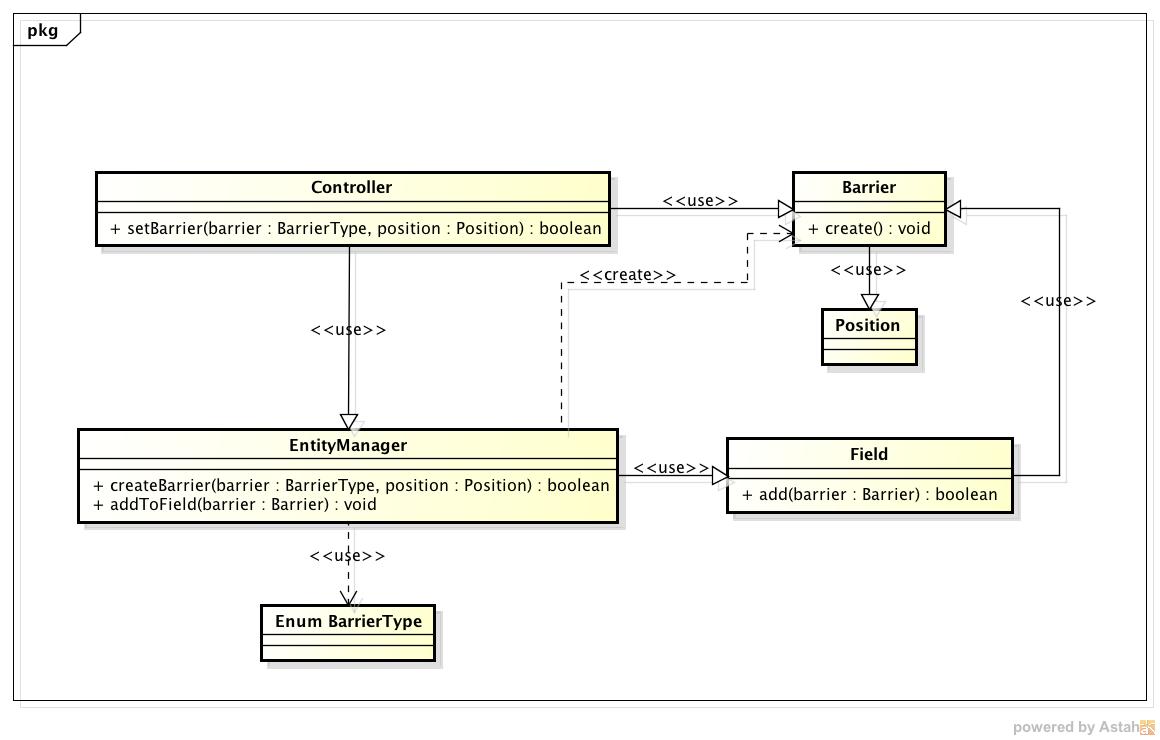 pkg
Controller
+ setBarrier(barrier : BarrierType, position : Position) : boolean
<<use>>
Barrier
+ create() : void
<<create>>
<<use>>
Position
<<use>>
<<use>>
EntityManager
+ createBarrier(barrier : BarrierType, position : Position) : boolean
+ addToField(barrier : Barrier) : void
<<use>>
Field
+ add(barrier : Barrier) : boolean
<<use>>
Enum BarrierType
powered by Astah